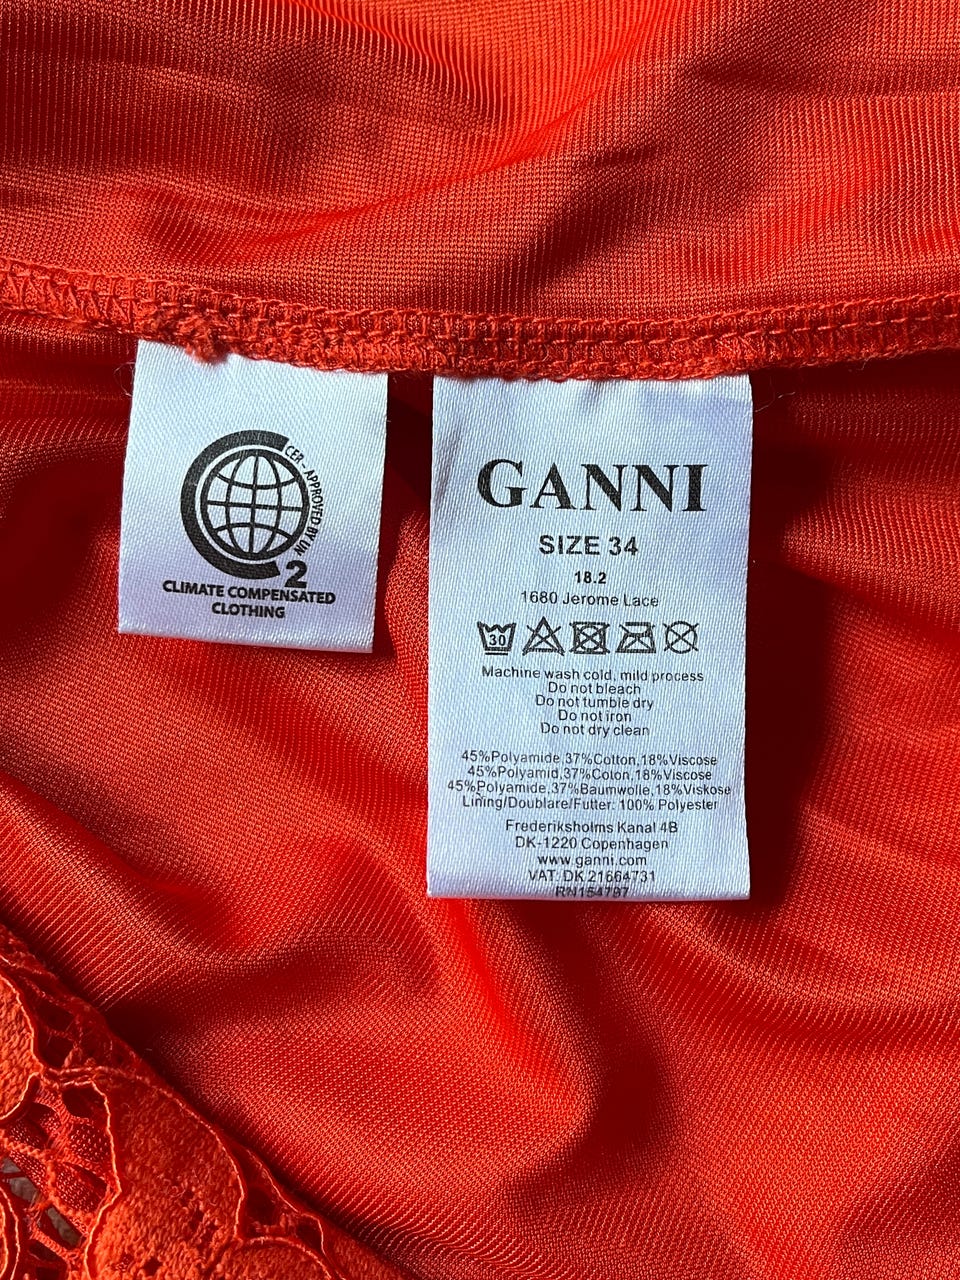 CER - APPROVED BY UN
2
CLIMATE COMPENSATED
CLOTHING
GANNI
SIZE 34
18.2
1680 Jerome Lace
30
Machine wash cold, mild process
Do not bleach
Do not tumble dry
Do not iron
Do not dry clean
45%Polyamide,37%Cotton,18%Viscose
45%Polyamid,37%Coton,18%Viscose
45%Polyamide,37%Baumwolle,18%Viskose
Lining/Doublare/Futter: 100% Polyester
Frederiksholms Kanal 4B
DK-1220 Copenhagen
www.ganni.com
VAT: DK 21664731
RN154797